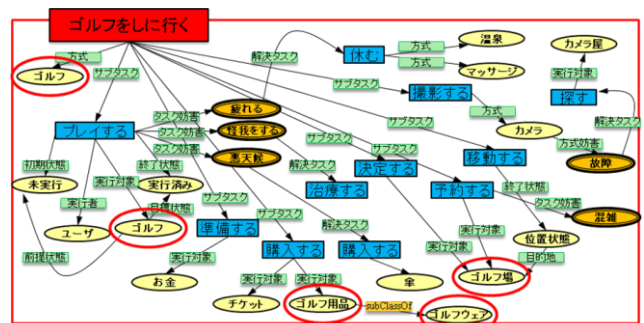 ゴルフをしに行く
方式
ゴルフ
サブタスク
解決タスク
休む
方式
温泉
方式
マッサージ
カメラ屋
実行対象
探す
サブタスク
撮影する
方式
カメラ
解決タスク
方式妨害
故障
プレイする
タスク妨害
疲れる
タスク妨害
怪我をする
タスク妨害
悪天候
サブタスク
サブタスク
解決タスク
治療する
決定する
移動する
予約する
終了状態
タスク妨害
混雑
初期状態
未実行
終了状態
実行済み
実行対象
実行者
ユーザ
ゴルフ
目標状態
前提状態
サブタスク
準備する
サブタスク
購入する
解決タスク
購入する
実行対象
実行対象
位置状態
目的地
ゴルフ場
実行対象
お金
実行対象
チケット
実行対象
ゴルフ用品
subClassOf
ゴルフウェア
実行対象
傘